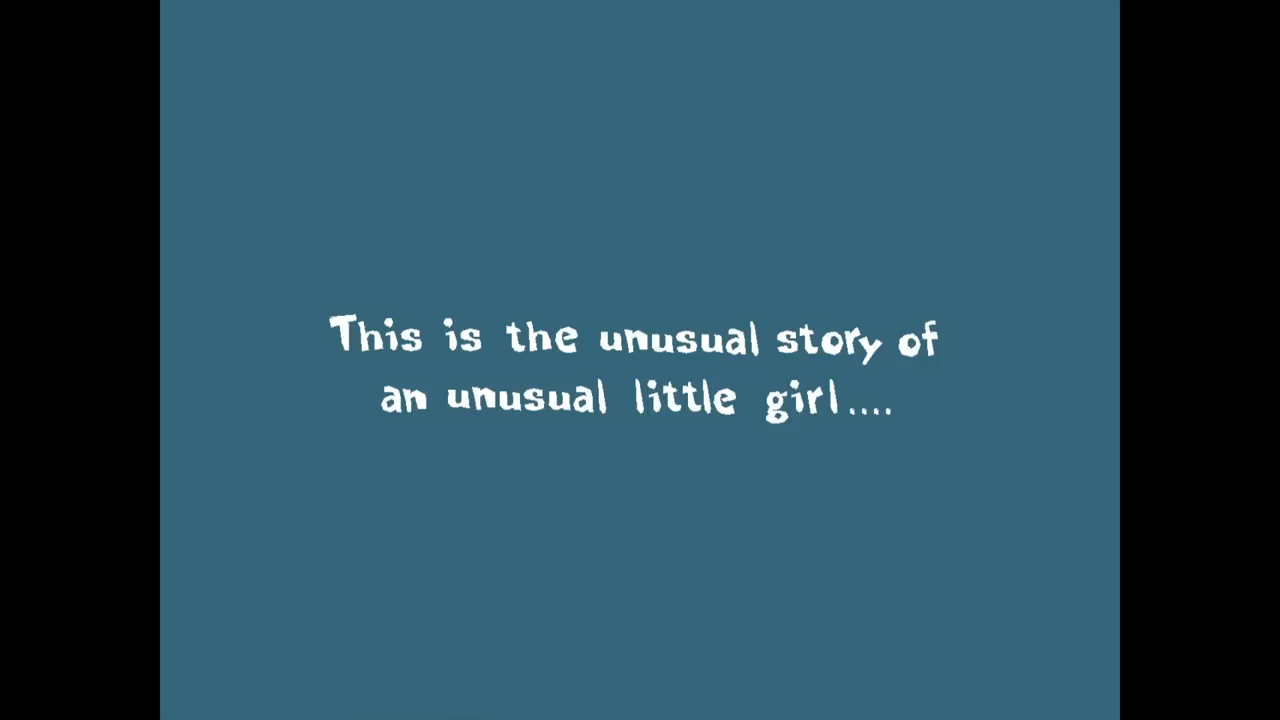 This is the unusual story of
an unusual little girl....